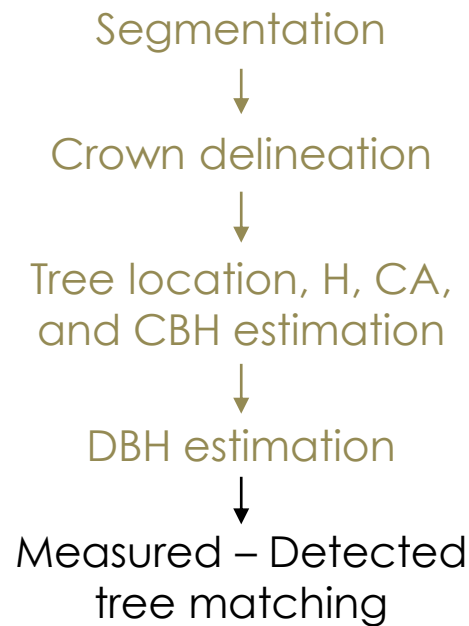 Segmentation
Crown delineation
Tree location, H, CA,
and CBH estimation
DBH estimation
Measured – Detected
tree matching